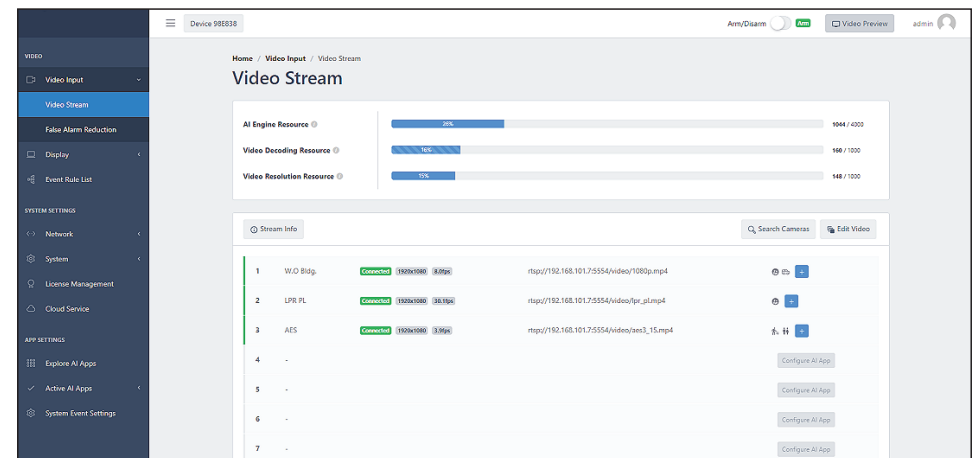 Device 98E838
Arm/Disarm Arm Video Preview admin
VIDEO
Video Input
Video Stream
False Alarm Reduction
Display
Event Rule List
SYSTEM SETTINGS
Network
System
License Management
Cloud Service
APP SETTINGS
Explore AI Apps
Active AI Apps
System Event Settings
Home / Video Input / Video Stream
Video Stream
AI Engine Resource 26% 1044 / 4000
Video Decoding Resource 16% 160 / 1000
Video Resolution Resource 15% 148 / 1000
Stream Info Search Cameras Edit Video
1 W.O Bldg. Connected 1920x1080 8.0fps rtsp://192.168.101.7:5554/video/1080p.mp4 +
2 LPR PL Connected 1920x1080 30.1fps rtsp://192.168.101.7:5554/video/lpr_pl.mp4 +
3 AES Connected 1920x1080 3.9fps rtsp://192.168.101.7:5554/video/aes3_15.mp4 +
4 - Configure AI App
5 - Configure AI App
6 - Configure AI App
7 - Configure AI App